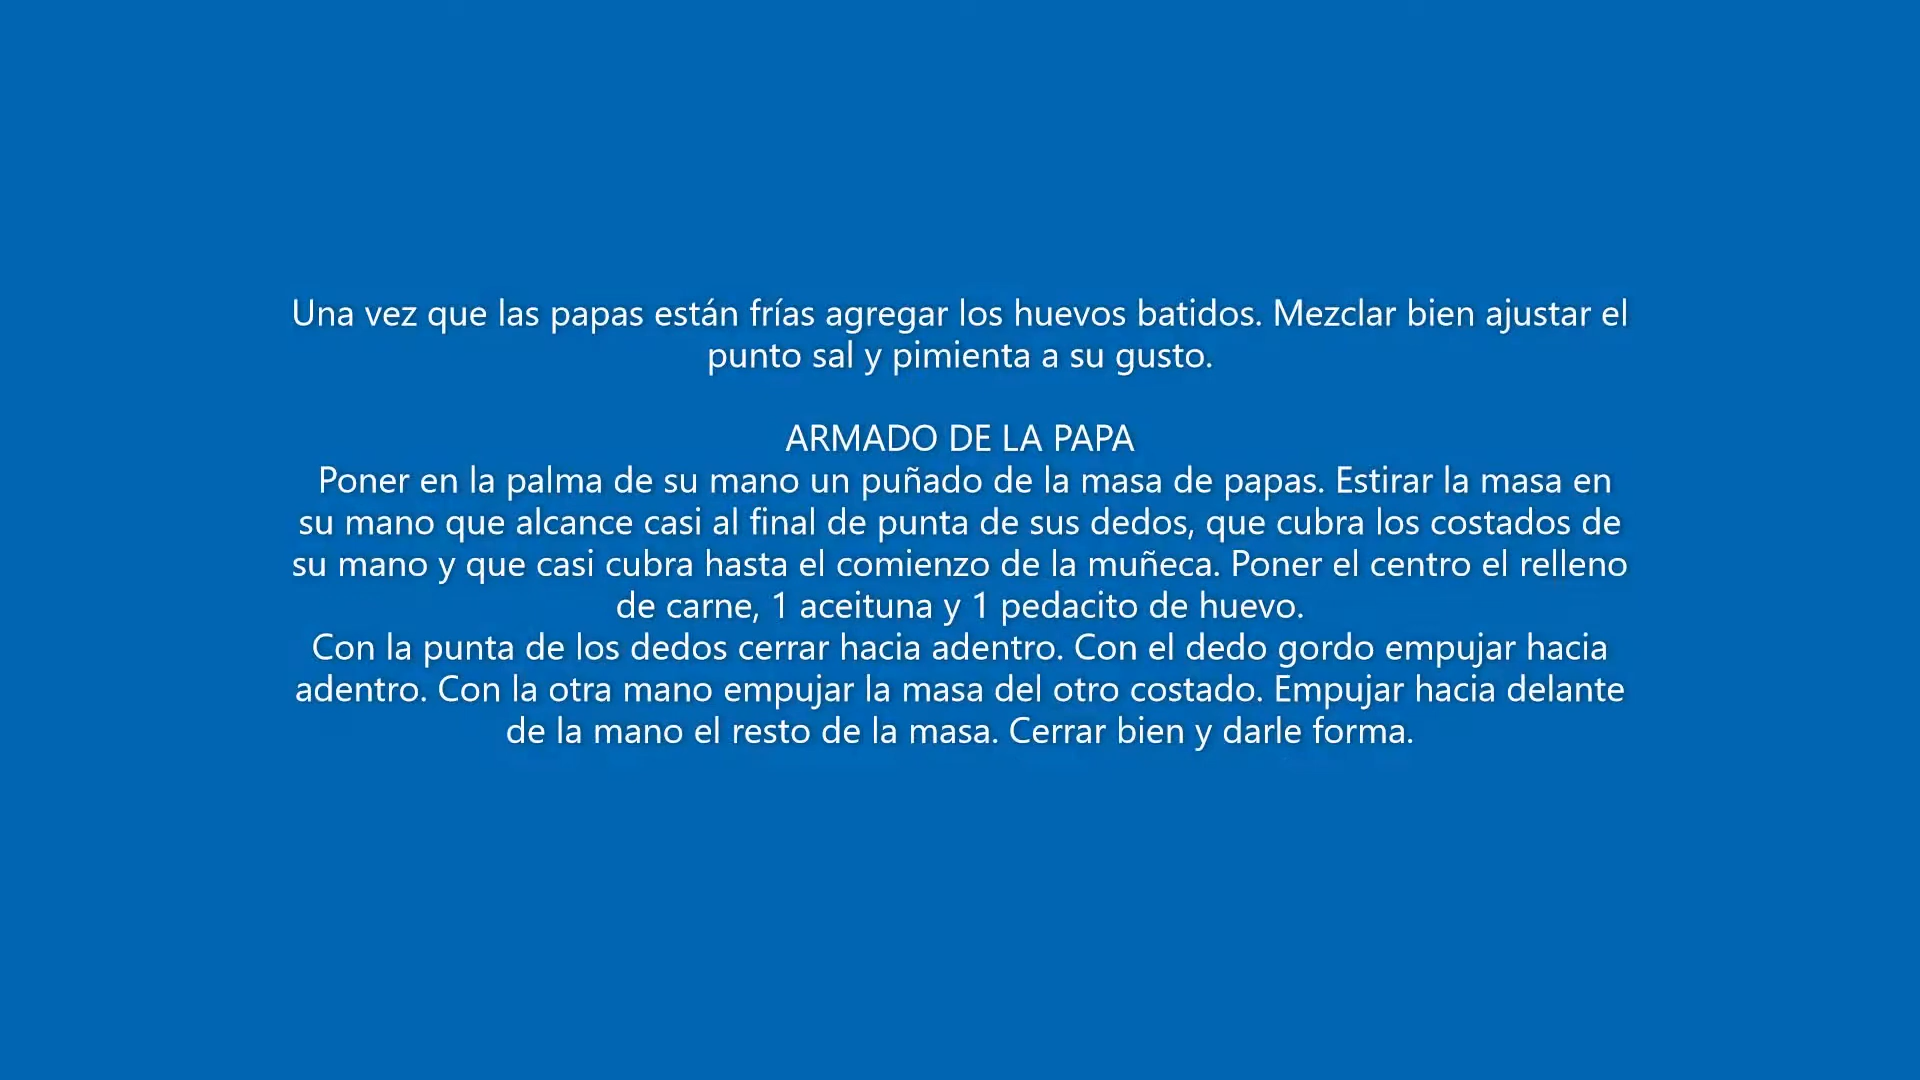 Una vez que las papas están frías agregar los huevos batidos. Mezclar bien ajustar el
punto sal y pimienta a su gusto.
ARMADO DE LA PAPA
Poner en la palma de su mano un puñado de la masa de papas. Estirar la masa en
su mano que alcance casi al final de punta de sus dedos, que cubra los costados de
su mano y que casi cubra hasta el comienzo de la muñeca. Poner el centro el relleno
de carne, 1 aceituna y 1 pedacito de huevo.
Con la punta de los dedos cerrar hacia adentro. Con el dedo gordo empujar hacia
adentro. Con la otra mano empujar la masa del otro costado. Empujar hacia delante
de la mano el resto de la masa. Cerrar bien y darle forma.